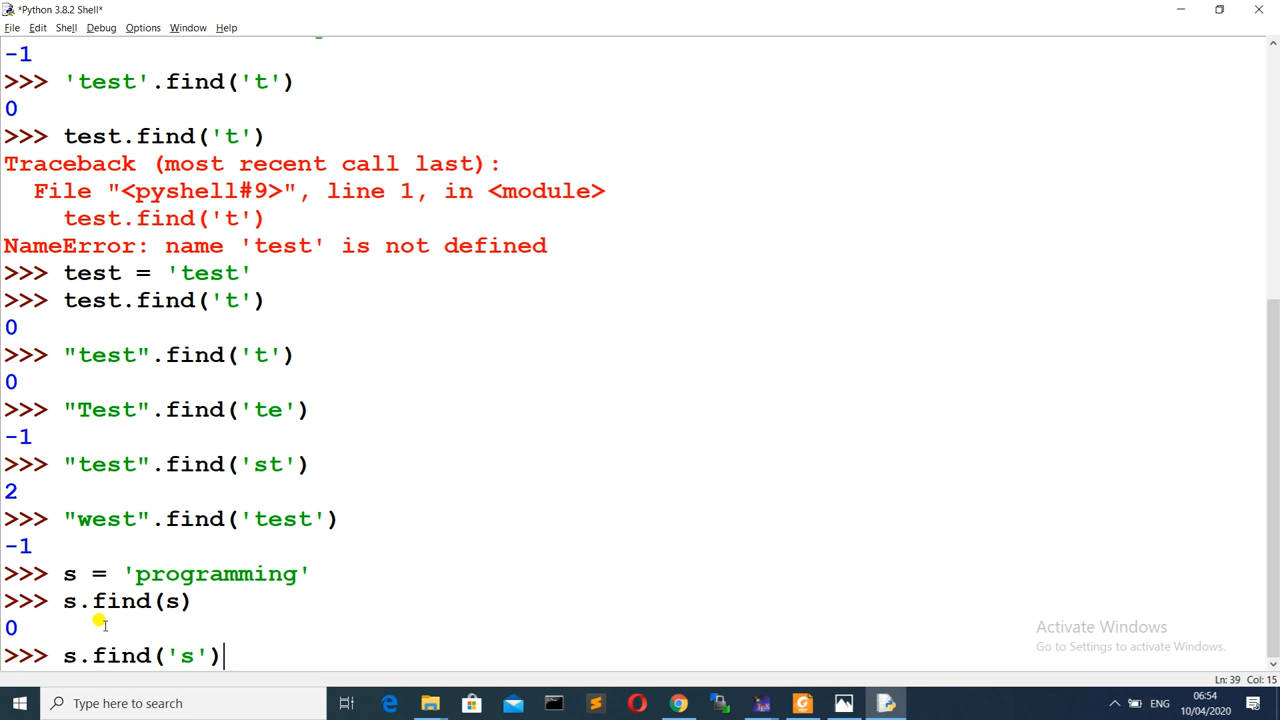 *Python 3.8.2 Shell*
File Edit Shell Debug Options Window Help
-1
>>> 'test'.find('t')
0
>>> test.find('t')
Traceback (most recent call last):
  File "<pyshell#9>", line 1, in <module>
    test.find('t')
NameError: name 'test' is not defined
>>> test = 'test'
>>> test.find('t')
0
>>> "test".find('t')
0
>>> "Test".find('te')
-1
>>> "test".find('st')
2
>>> "west".find('test')
-1
>>> s = 'programming'
>>> s.find(s)
0
>>> s.find('s')
Activate Windows
Go to Settings to activate Windows.
Ln: 39 Col: 15
Type here to search
ENG
06:54
10/04/2020